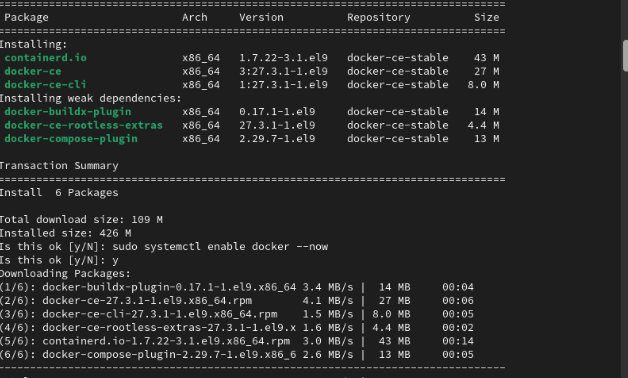 ================================================================================
Package Arch Version Repository Size
================================================================================
Installing:
containerd.io x86_64 1.7.22-3.1.el9 docker-ce-stable 43 M
docker-ce x86_64 3:27.3.1-1.el9 docker-ce-stable 27 M
docker-ce-cli x86_64 1:27.3.1-1.el9 docker-ce-stable 8.0 M
Installing weak dependencies:
docker-buildx-plugin x86_64 0.17.1-1.el9 docker-ce-stable 14 M
docker-ce-rootless-extras x86_64 27.3.1-1.el9 docker-ce-stable 4.4 M
docker-compose-plugin x86_64 2.29.7-1.el9 docker-ce-stable 13 M
Transaction Summary
================================================================================
Install 6 Packages
Total download size: 109 M
Installed size: 426 M
Is this ok [y/N]: sudo systemctl enable docker --now
Is this ok [y/N]: y
Downloading Packages:
(1/6): docker-buildx-plugin-0.17.1-1.el9.x86_64 3.4 MB/s | 14 MB 00:04
(2/6): docker-ce-27.3.1-1.el9.x86_64.rpm 4.1 MB/s | 27 MB 00:06
(3/6): docker-ce-cli-27.3.1-1.el9.x86_64.rpm 1.5 MB/s | 8.0 MB 00:05
(4/6): docker-ce-rootless-extras-27.3.1-1.el9.x 1.6 MB/s | 4.4 MB 00:02
(5/6): containerd.io-1.7.22-3.1.el9.x86_64.rpm 3.0 MB/s | 43 MB 00:14
(6/6): docker-compose-plugin-2.29.7-1.el9.x86_6 2.6 MB/s | 13 MB 00:05
--------------------------------------------------------------------------------